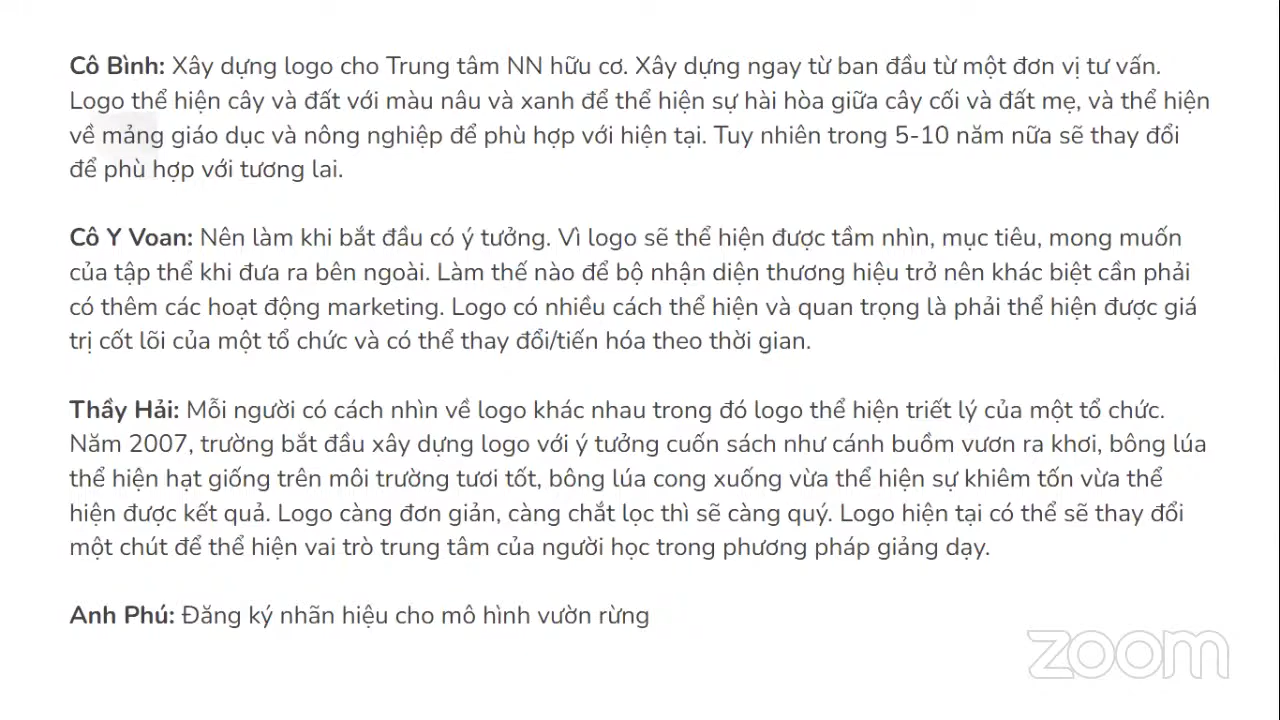 Cô Bình: Xây dựng logo cho Trung tâm NN hữu cơ. Xây dựng ngay từ ban đầu từ một đơn vị tư vấn.
Logo thể hiện cây và đất với màu nâu và xanh để thể hiện sự hài hòa giữa cây cối và đất mẹ, và thể hiện
về mảng giáo dục và nông nghiệp để phù hợp với hiện tại. Tuy nhiên trong 5-10 năm nữa sẽ thay đổi
để phù hợp với tương lai.
Cô Y Voan: Nên làm khi bắt đầu có ý tưởng. Vì logo sẽ thể hiện được tầm nhìn, mục tiêu, mong muốn
của tập thể khi đưa ra bên ngoài. Làm thế nào để bộ nhận diện thương hiệu trở nên khác biệt cần phải
có thêm các hoạt động marketing. Logo có nhiều cách thể hiện và quan trọng là phải thể hiện được giá
trị cốt lõi của một tổ chức và có thể thay đổi/tiến hóa theo thời gian.
Thầy Hải: Mỗi người có cách nhìn về logo khác nhau trong đó logo thể hiện triết lý của một tổ chức.
Năm 2007, trường bắt đầu xây dựng logo với ý tưởng cuốn sách như cánh buồm vươn ra khơi, bông lúa
thể hiện hạt giống trên môi trường tươi tốt, bông lúa cong xuống vừa thể hiện sự khiêm tốn vừa thể
hiện được kết quả. Logo càng đơn giản, càng chắt lọc thì sẽ càng quý. Logo hiện tại có thể sẽ thay đổi
một chút để thể hiện vai trò trung tâm của người học trong phương pháp giảng dạy.
Anh Phú: Đăng ký nhãn hiệu cho mô hình vườn rừng
zoom